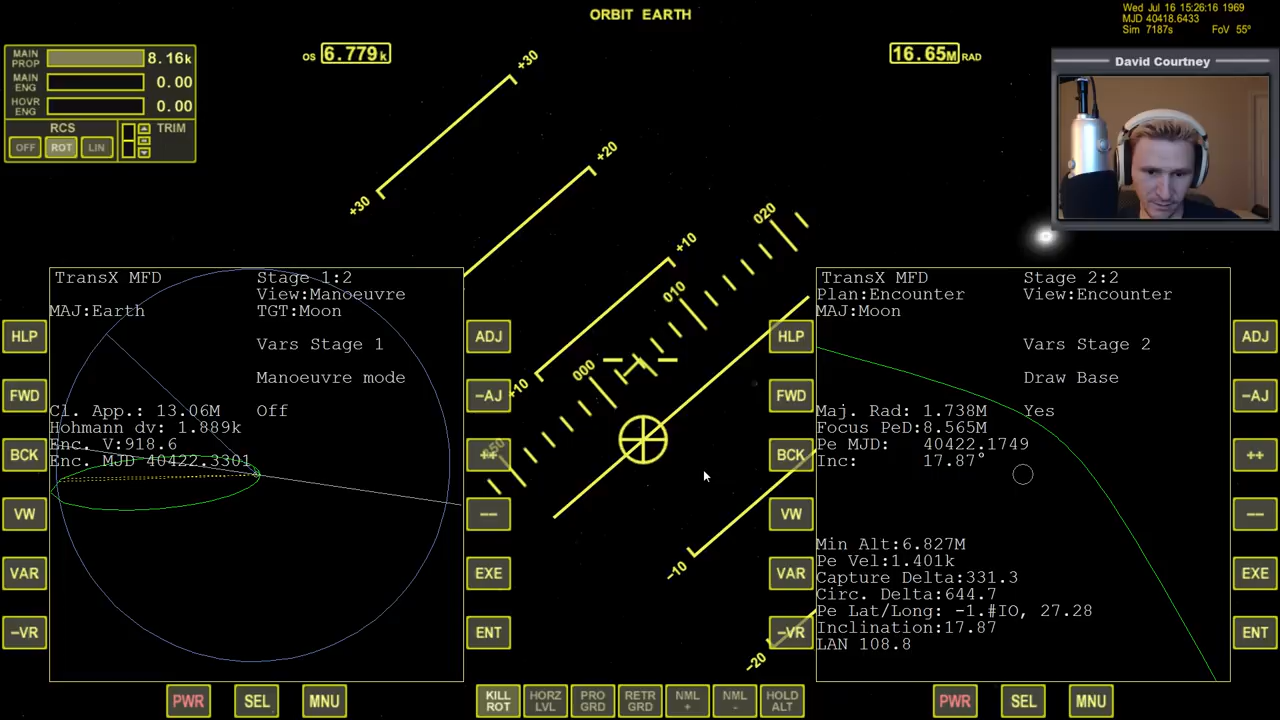 ORBIT EARTH
Wed Jul 16 15:26:16 1969
MJD 40418.6433
Sim 7187s FoV 55°
MAIN PROP 8.16k
MAIN ENG 0.00
HOVR ENG 0.00
RCS TRIM
OFF ROT LIN
OS 6.779k
16.65M RAD
David Courtney
+30
+30
+20
+10
+10
020
010
000
350
-10
-20
TransX MFD Stage 1:2
View:Manoeuvre
MAJ:Earth TGT:Moon
Vars Stage 1
Manoeuvre mode
Cl. App.: 13.06M Off
Hohmann dv: 1.889k
Enc. V:918.6
Enc. MJD 40422.3301
HLP
FWD
BCK
VW
VAR
-VR
ADJ
-AJ
++
--
EXE
ENT
PWR SEL MNU
TransX MFD Stage 2:2
Plan:Encounter View:Encounter
MAJ:Moon
Vars Stage 2
Draw Base
Maj. Rad: 1.738M Yes
Focus PeD:8.565M
Pe MJD: 40422.1749
Inc: 17.87°
Min Alt:6.827M
Pe Vel:1.401k
Capture Delta:331.3
Circ. Delta:644.7
Pe Lat/Long: -1.#IO, 27.28
Inclination:17.87
LAN 108.8
HLP
FWD
BCK
VW
VAR
-VR
ADJ
-AJ
++
--
EXE
ENT
PWR SEL MNU
KILL ROT
HORZ LVL
PRO GRD
RETR GRD
NML +
NML -
HOLD ALT